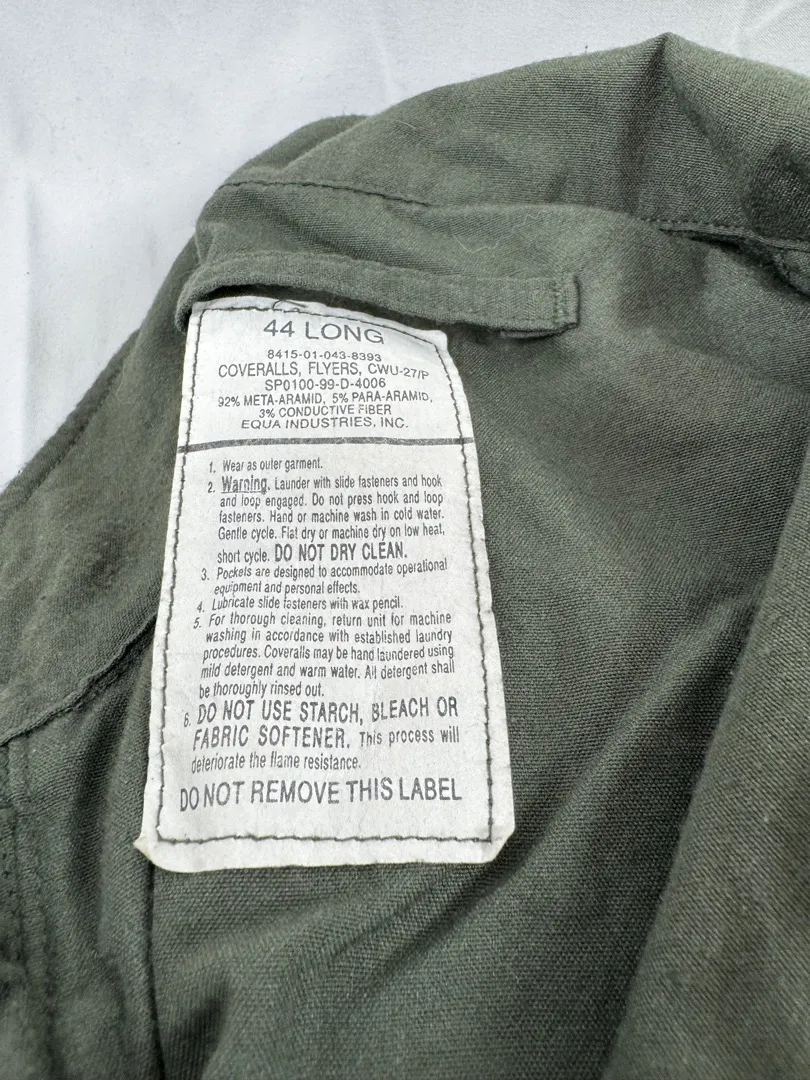 44 LONG
8415-01-043-8393
COVERALLS, FLYERS, CWU-27/P
SP0100-99-D-4006
92% META-ARAMID, 5% PARA-ARAMID,
3% CONDUCTIVE FIBER
EQUA INDUSTRIES, INC.
1. Wear as outer garment.
2. Warning. Launder with slide fasteners and hook
and loop engaged. Do not press hook and loop
fasteners. Hand or machine wash in cold water.
Gentle cycle. Flat dry or machine dry on low heat,
short cycle. DO NOT DRY CLEAN.
3. Pockets are designed to accommodate operational
equipment and personal effects.
4. Lubricate slide fasteners with wax pencil.
5. For thorough cleaning, return unit for machine
washing in accordance with established laundry
procedures. Coveralls may be hand laundered using
mild detergent and warm water. All detergent shall
be thoroughly rinsed out.
6. DO NOT USE STARCH, BLEACH OR
FABRIC SOFTENER. This process will
deteriorate the flame resistance.
DO NOT REMOVE THIS LABEL